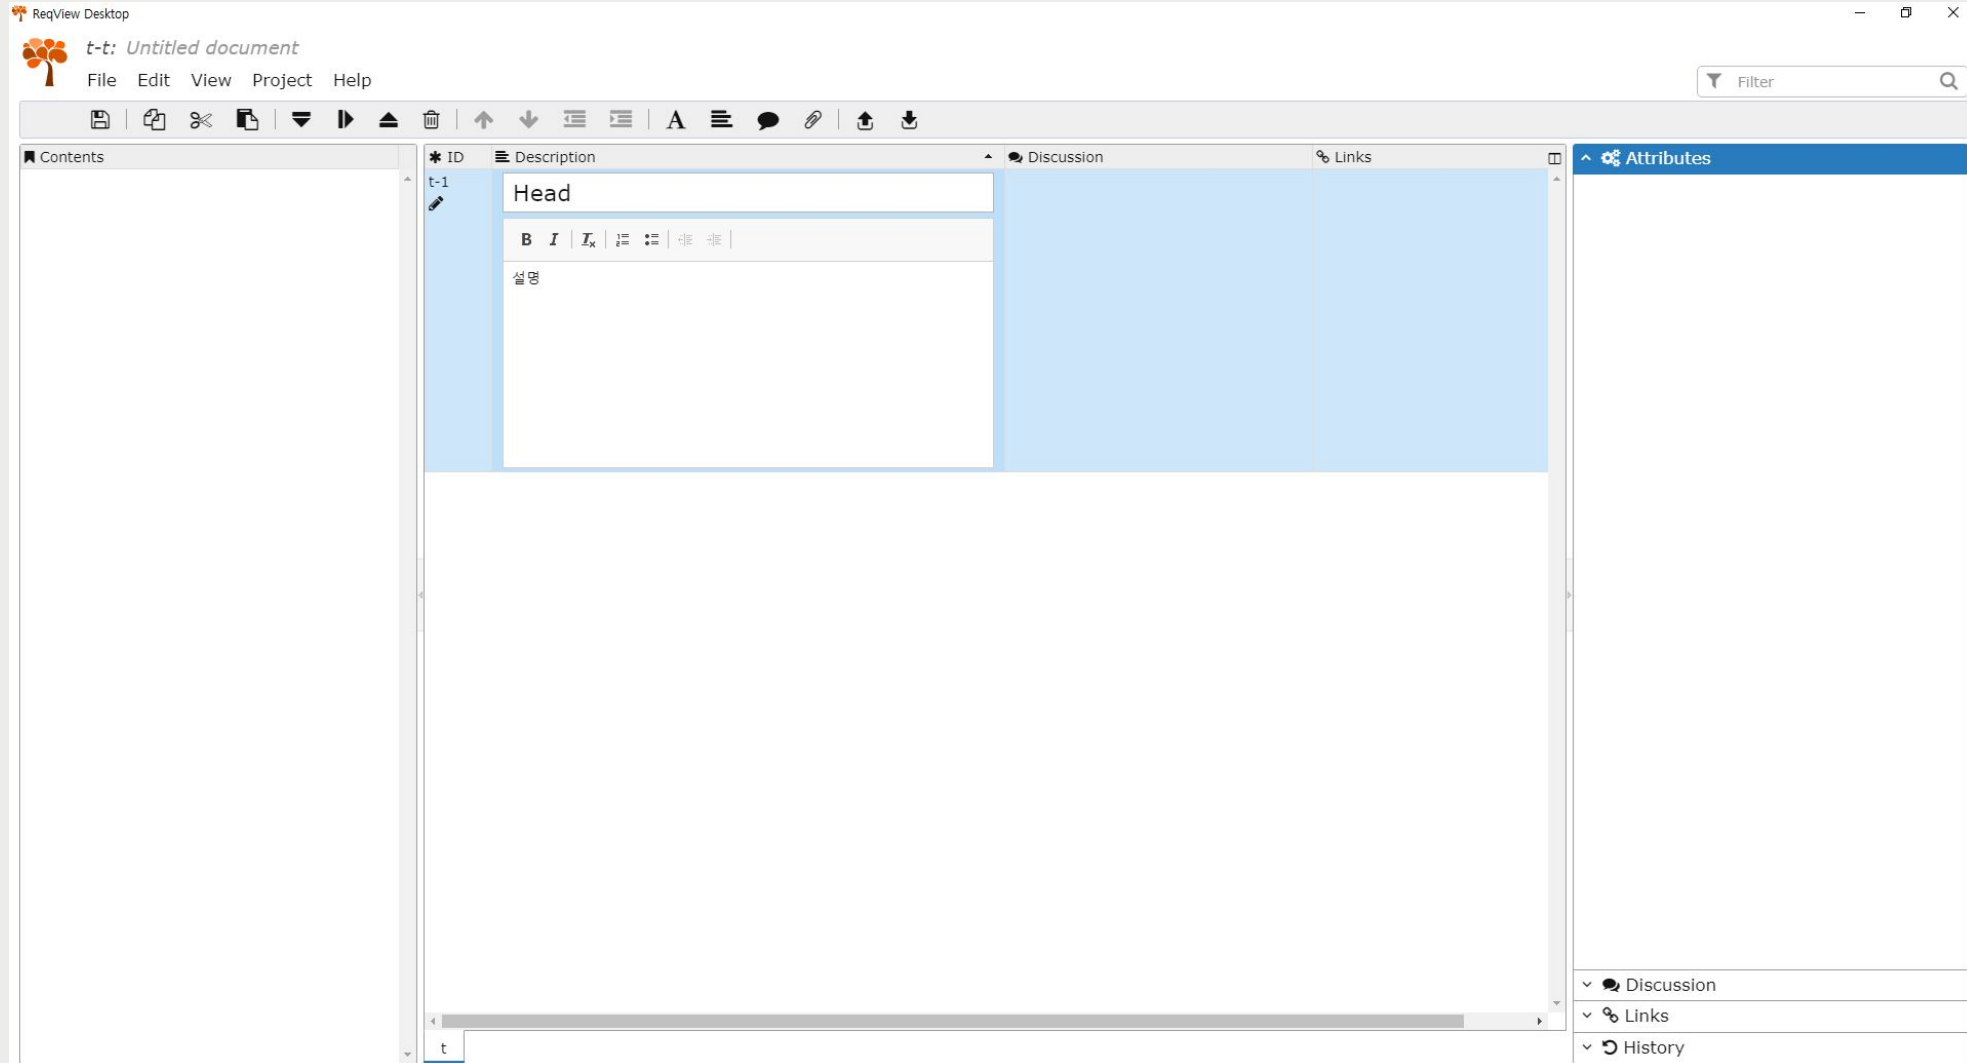 ReqView Desktop
t-t: Untitled document
File Edit View Project Help
Filter
Contents
ID Description Discussion Links
Attributes
t-1
Head
B I Tx
설명
Discussion
Links
History
t